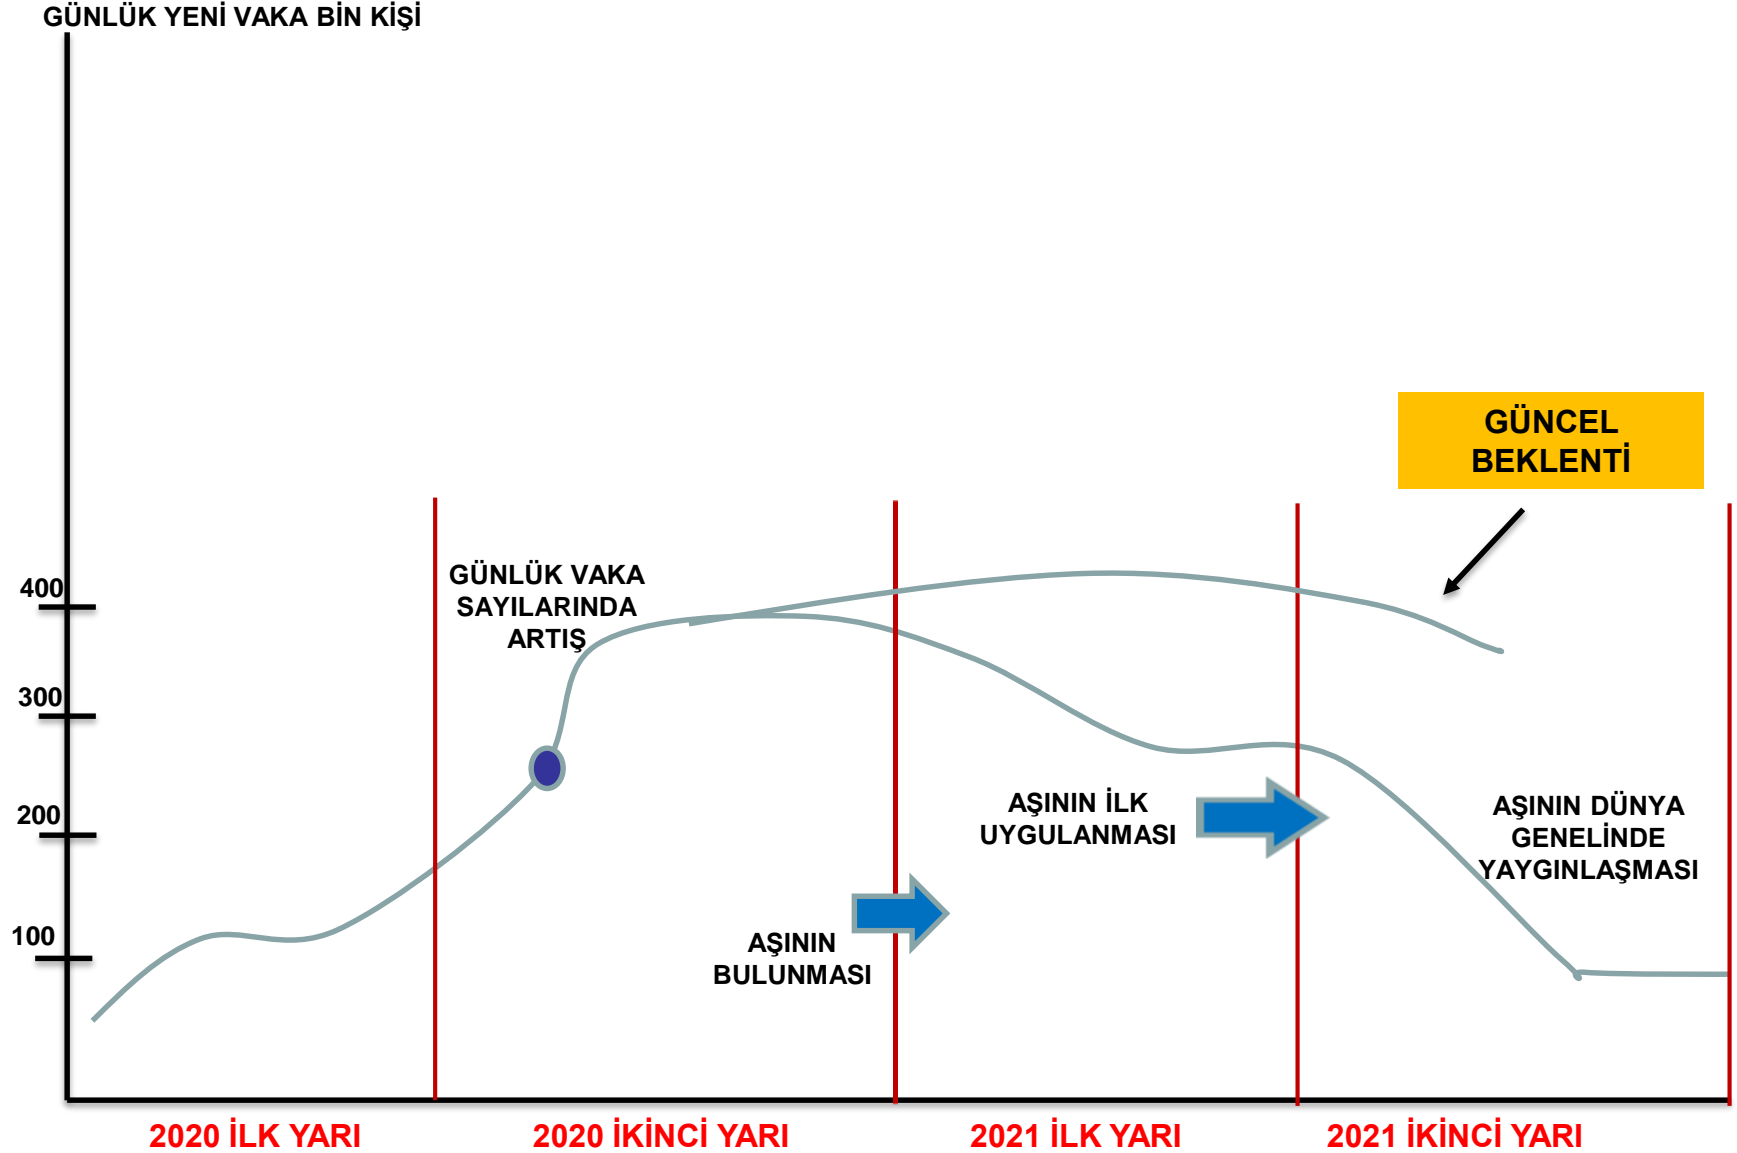 GÜNLÜK YENİ VAKA BİN KİŞİ
GÜNCEL
BEKLENTİ
400
GÜNLÜK VAKA
SAYILARINDA
ARTIŞ
300
200
AŞININ İLK
UYGULANMASI
AŞININ DÜNYA
GENELİNDE
YAYGINLAŞMASI
100
AŞININ
BULUNMASI
2020 İLK YARI
2020 İKİNCİ YARI
2021 İLK YARI
2021 İKİNCİ YARI